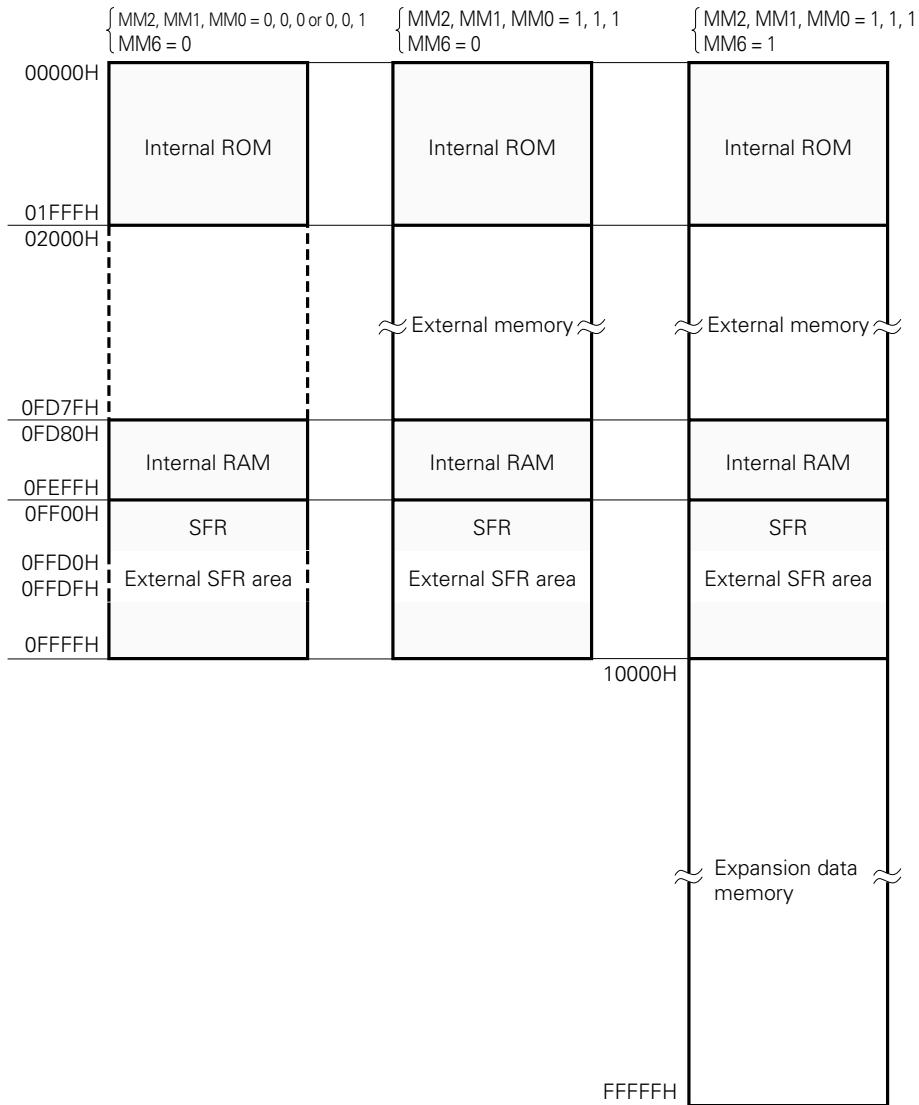 MM2, MM1, MM0 = 0, 0, 0 or 0, 0, 1
MM6 = 0
MM2, MM1, MM0 = 1, 1, 1
MM6 = 0
MM2, MM1, MM0 = 1, 1, 1
MM6 = 1
00000H
Internal ROM
Internal ROM
Internal ROM
01FFFH
02000H
External memory
External memory
0FD7FH
0FD80H
Internal RAM
Internal RAM
Internal RAM
0FEFFH
0FF00H
SFR
SFR
SFR
0FFD0H
0FFDFH
External SFR area
External SFR area
External SFR area
0FFFFH
10000H
Expansion data
memory
FFFFFH